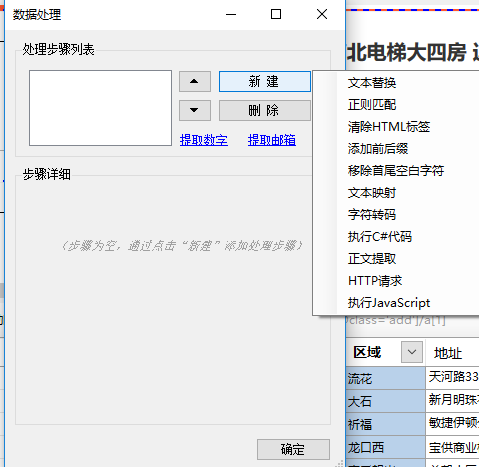 数据处理
处理步骤列表
新 建
删 除
提取数字
提取邮箱
步骤详细
（步骤为空，通过点击“新建”添加处理步骤）
确定
文本替换
正则匹配
清除HTML标签
添加前后缀
移除首尾空白字符
文本映射
字符转码
执行C#代码
正文提取
HTTP请求
执行JavaScript
北电梯大四房
class='add']/a[1]
区域 地址
流花 天河路33
大石 新月明珠
祈福 敏捷伊顿
龙口西 宝供商业